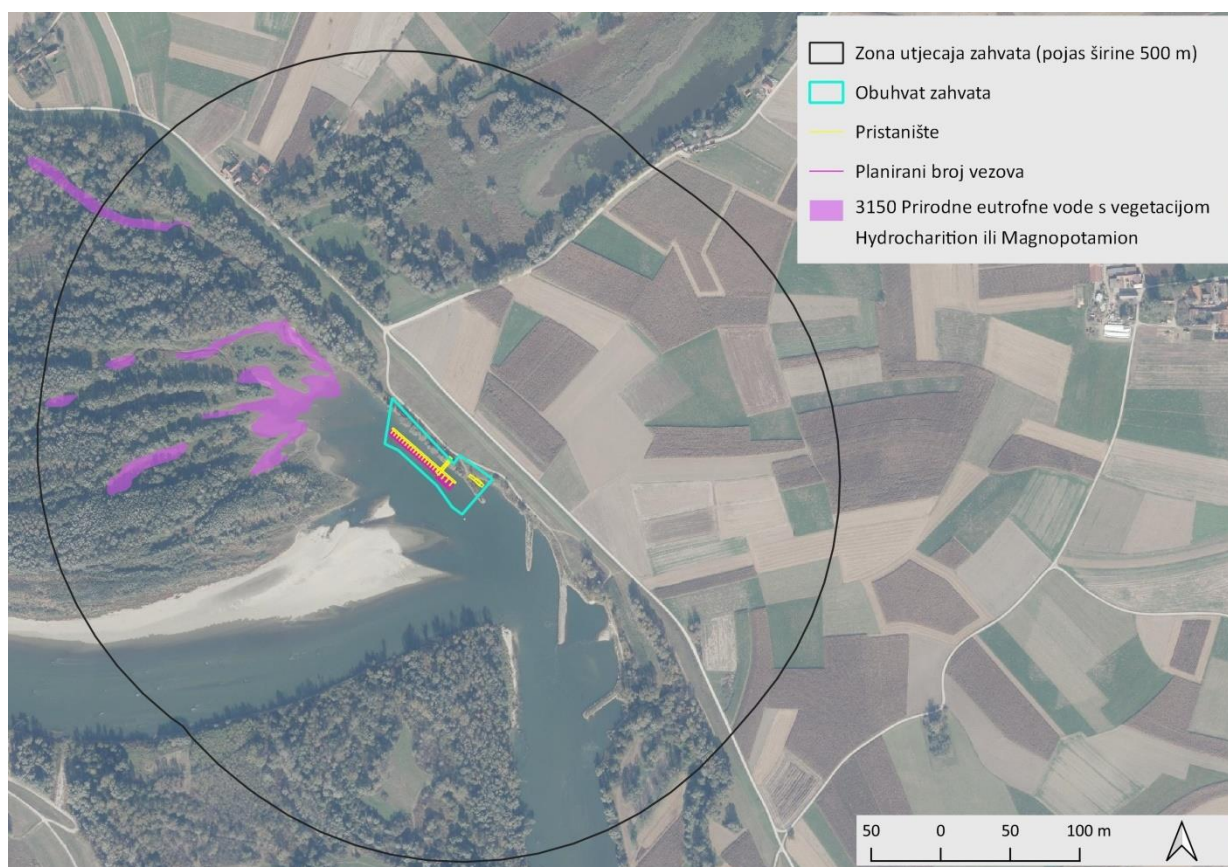 Zona utjecaja zahvata (pojas širine 500 m)
Obuhvat zahvata
Pristanište
Planirani broj vezova
3150 Prirodne eutrofne vode s vegetacijom
Hydrocharition ili Magnopotamion
50 0 50 100 m